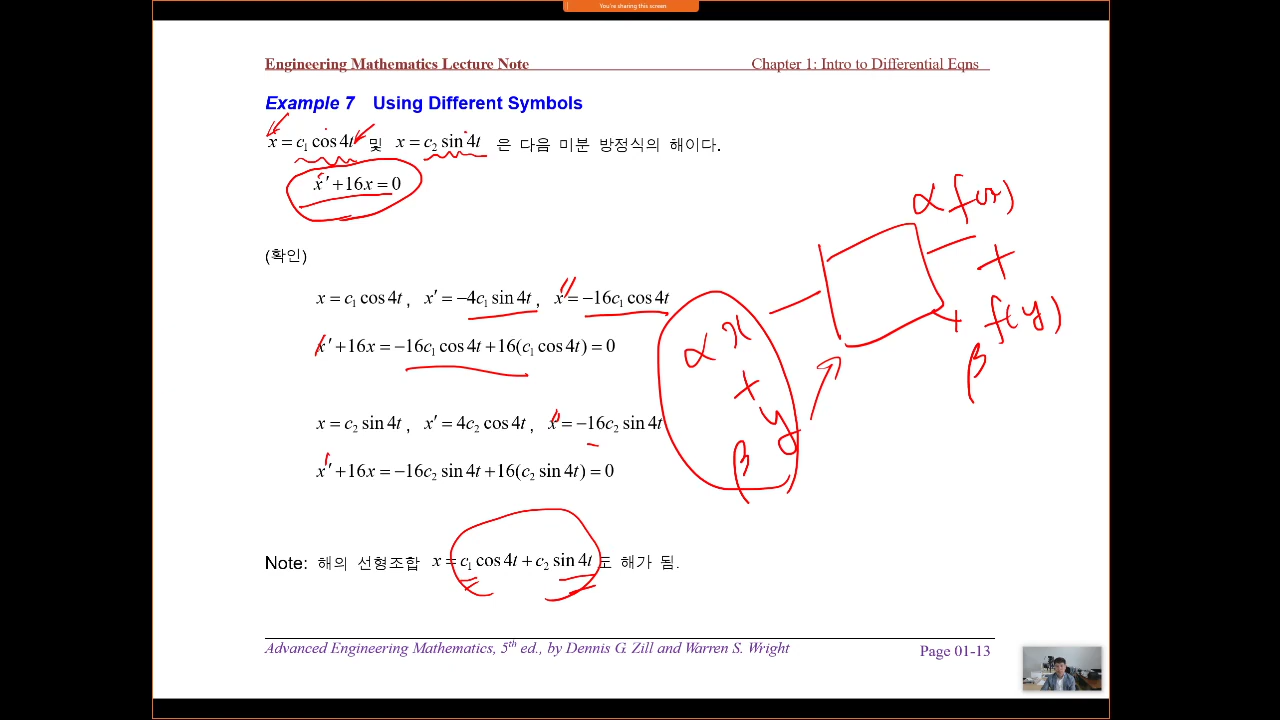 You're sharing this screen
Engineering Mathematics Lecture Note
Chapter 1: Intro to Differential Eqns
Example 7 Using Different Symbols
x = c₁ cos 4t 및 x = c₂ sin 4t 은 다음 미분 방정식의 해이다.
x″ + 16x = 0
(확인)
x = c₁ cos 4t , x′ = −4c₁ sin 4t , x″ = −16c₁ cos 4t
x″ + 16x = −16c₁ cos 4t + 16(c₁ cos 4t) = 0
x = c₂ sin 4t , x′ = 4c₂ cos 4t , x″ = −16c₂ sin 4t
x″ + 16x = −16c₂ sin 4t + 16(c₂ sin 4t) = 0
Note: 해의 선형조합 x = c₁ cos 4t + c₂ sin 4t 도 해가 됨.
α x
+
β y
α f(x)
+
β f(y)
Advanced Engineering Mathematics, 5th ed., by Dennis G. Zill and Warren S. Wright
Page 01-13